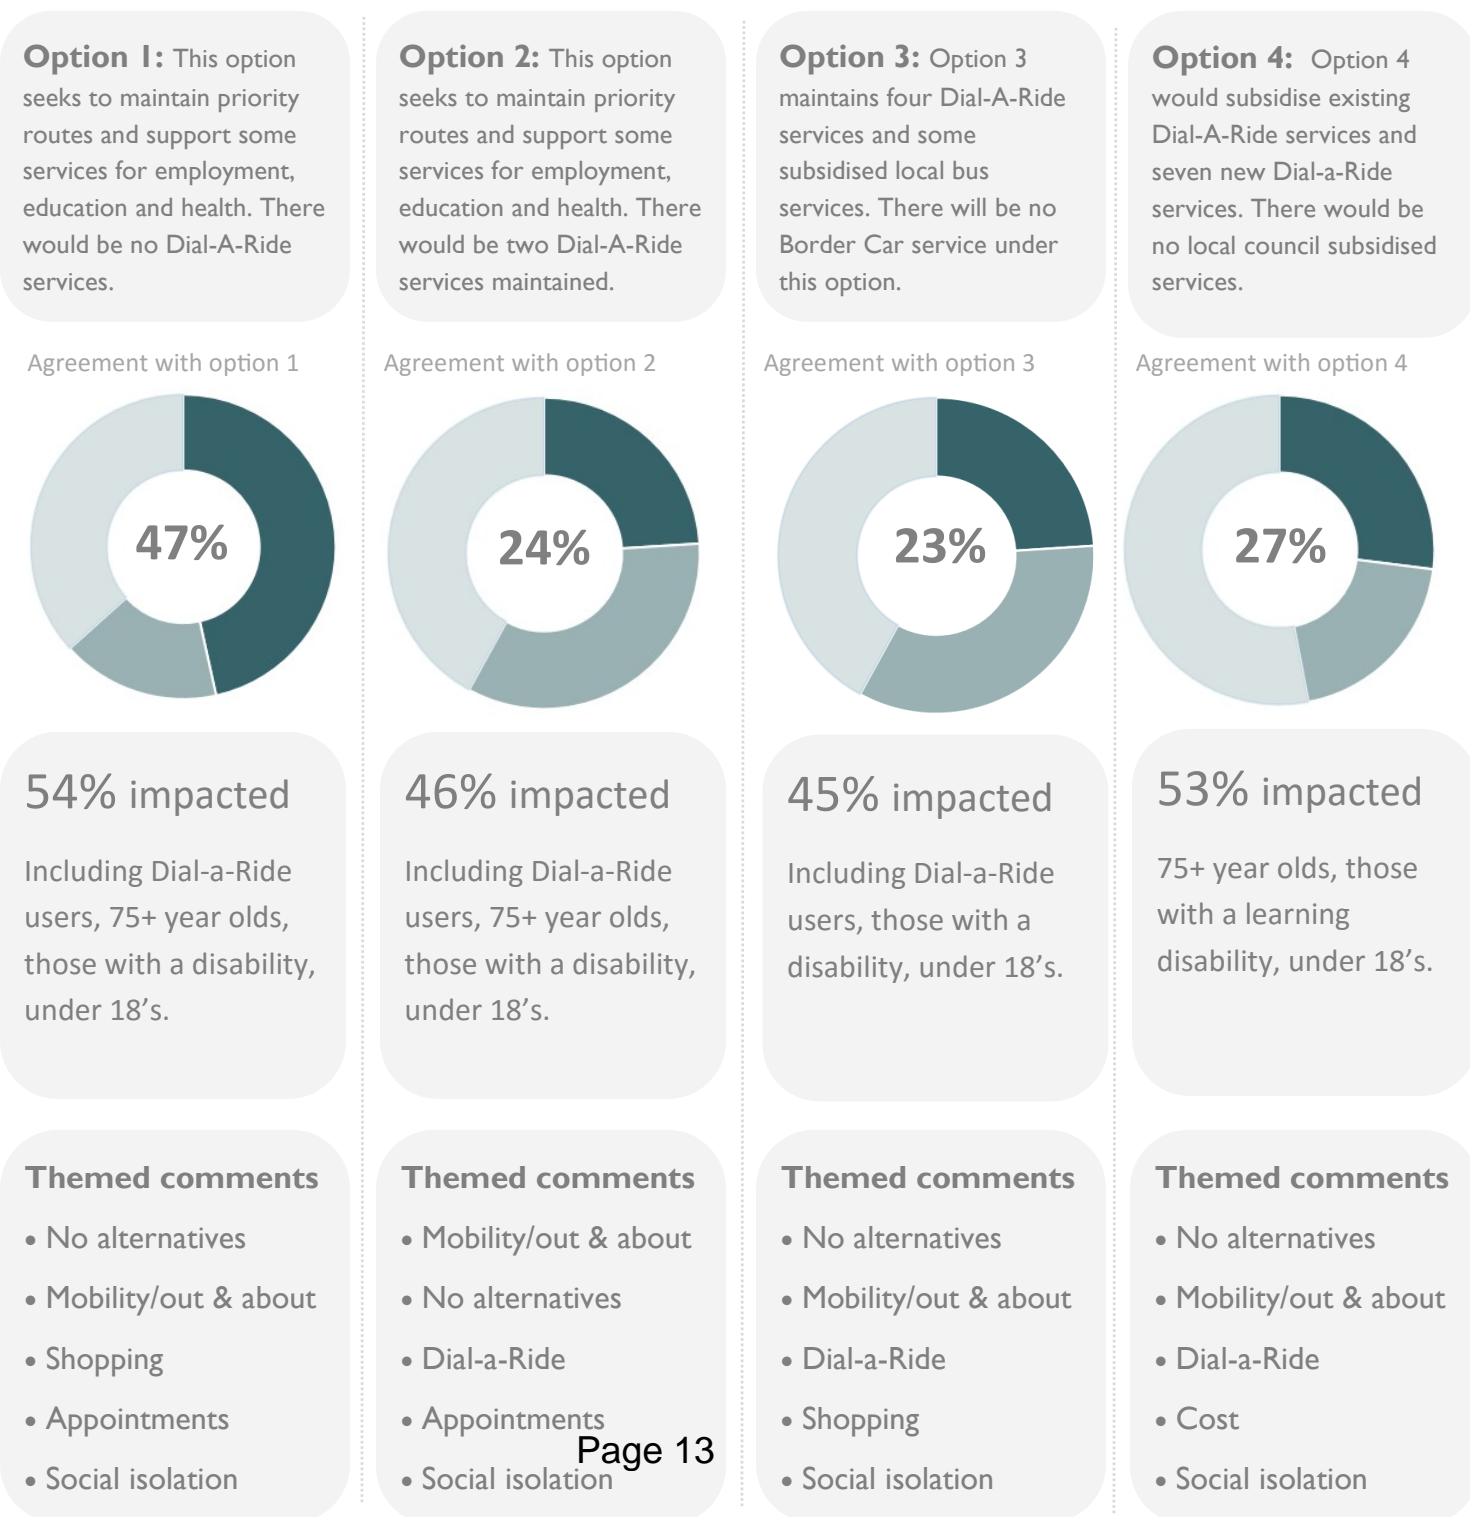 Option 1: This option
seeks to maintain priority
routes and support some
services for employment,
education and health. There
would be no Dial-A-Ride
services.
Agreement with option 1
47%
54% impacted
Including Dial-a-Ride
users, 75+ year olds,
those with a disability,
under 18’s.
Themed comments
• No alternatives
• Mobility/out & about
• Shopping
• Appointments
• Social isolation
Option 2: This option
seeks to maintain priority
routes and support some
services for employment,
education and health. There
would be two Dial-A-Ride
services maintained.
Agreement with option 2
24%
46% impacted
Including Dial-a-Ride
users, 75+ year olds,
those with a disability,
under 18’s.
Themed comments
• Mobility/out & about
• No alternatives
• Dial-a-Ride
• Appointments
• Social isolation
Option 3: Option 3
maintains four Dial-A-Ride
services and some
subsidised local bus
services. There will be no
Border Car service under
this option.
Agreement with option 3
23%
45% impacted
Including Dial-a-Ride
users, those with a
disability, under 18’s.
Themed comments
• No alternatives
• Mobility/out & about
• Dial-a-Ride
• Shopping
• Social isolation
Option 4: Option 4
would subsidise existing
Dial-A-Ride services and
seven new Dial-a-Ride
services. There would be
no local council subsidised
services.
Agreement with option 4
27%
53% impacted
75+ year olds, those
with a learning
disability, under 18’s.
Themed comments
• No alternatives
• Mobility/out & about
• Dial-a-Ride
• Cost
• Social isolation
Page 13